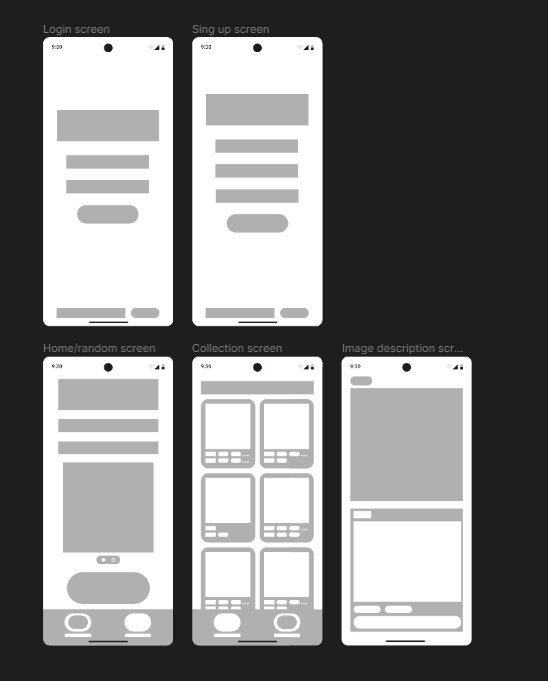 Login screen
Sing up screen
9:30
9:30
Home/random screen
Collection screen
Image description scr...
9:30
9:30
9:30